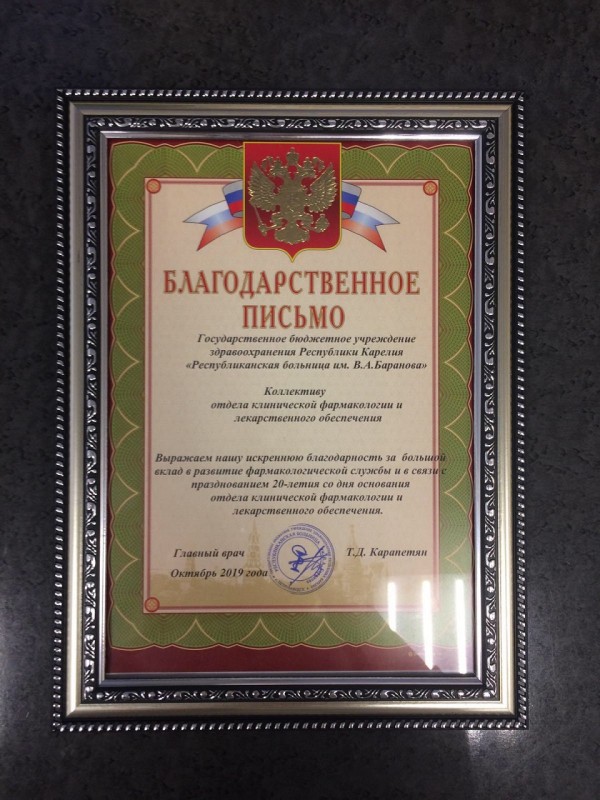 БЛАГОДАРСТВЕННОЕ
ПИСЬМО
Государственное бюджетное учреждение
здравоохранения Республики Карелия
«Республиканская больница им. В.А.Баранова»
Коллективу
отдела клинической фармакологии и
лекарственного обеспечения
Выражаем нашу искреннюю благодарность за большой
вклад в развитие фармакологической службы и в связи с
празднованием 20-летия со дня основания
отдела клинической фармакологии и
лекарственного обеспечения.
Главный врач Т.Д. Карапетян
Октябрь 2019 года